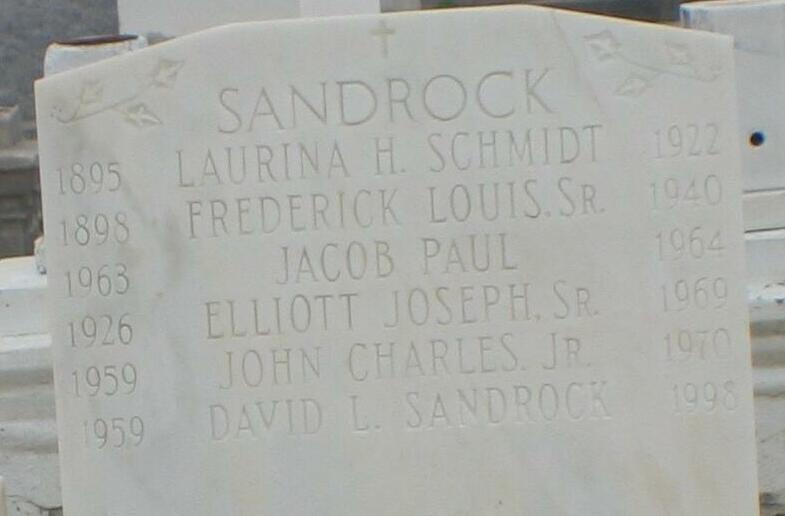 SANDROCK
1895 LAURINA H. SCHMIDT 1922
1898 FREDERICK LOUIS, SR. 1940
1963 JACOB PAUL 1964
1926 ELLIOTT JOSEPH, SR. 1969
1959 JOHN CHARLES, JR. 1970
1959 DAVID L. SANDROCK 1998